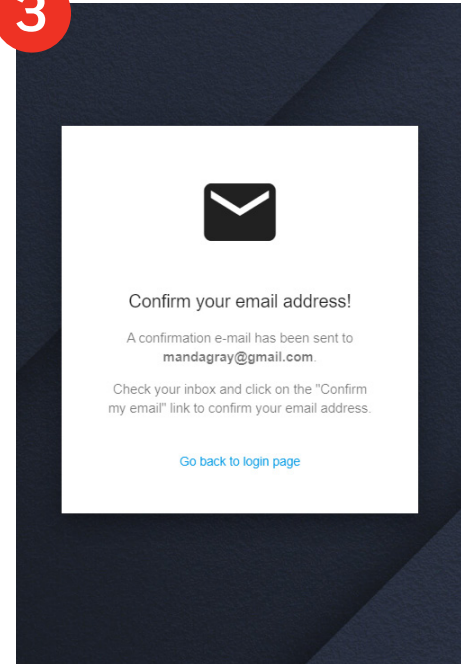 3
Confirm your email address!
A confirmation e-mail has been sent to
mandagray@gmail.com.
Check your inbox and click on the "Confirm
my email" link to confirm your email address.
Go back to login page